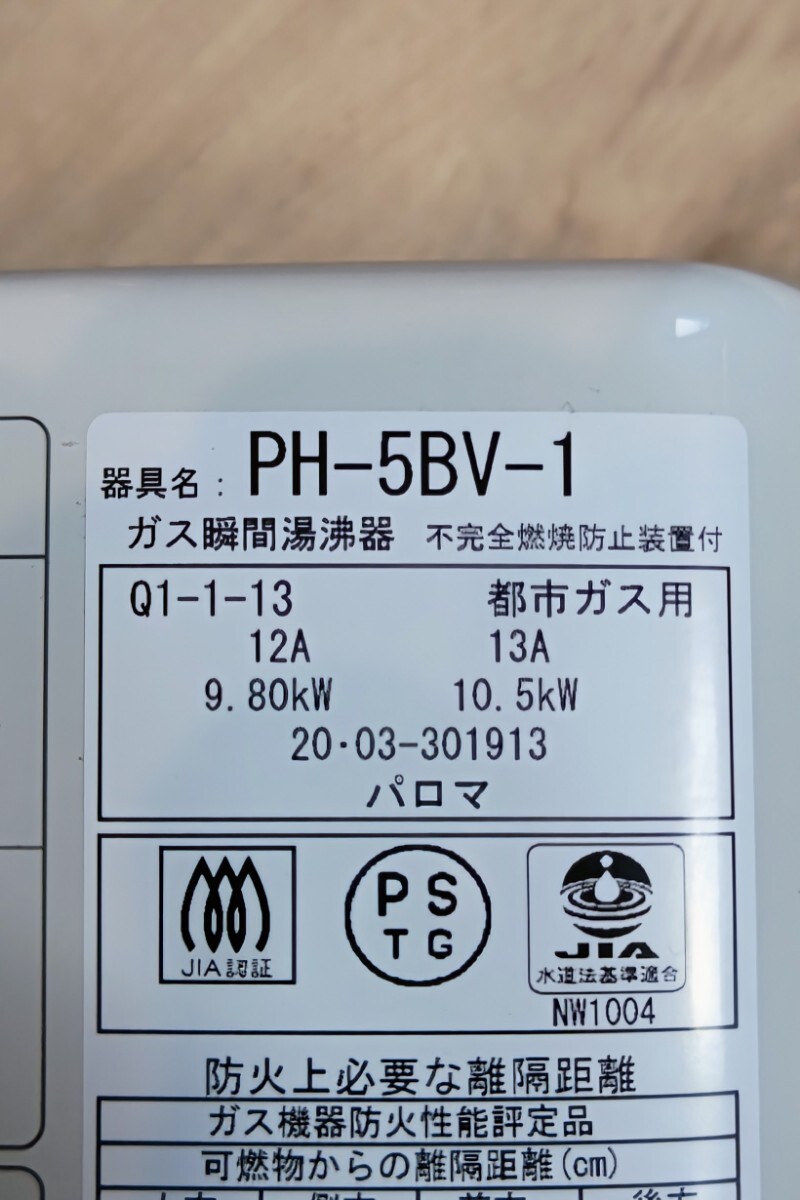 器具名： PH-5BV-1
ガス瞬間湯沸器 不完全燃焼防止装置付
Q1-1-13 都市ガス用
12A 13A
9.80kW 10.5kW
20・03-301913
パロマ
JIA認証
PS
TG
JIA
水道法基準適合
NW1004
防火上必要な離隔距離
ガス機器防火性能評定品
可燃物からの離隔距離(cm)